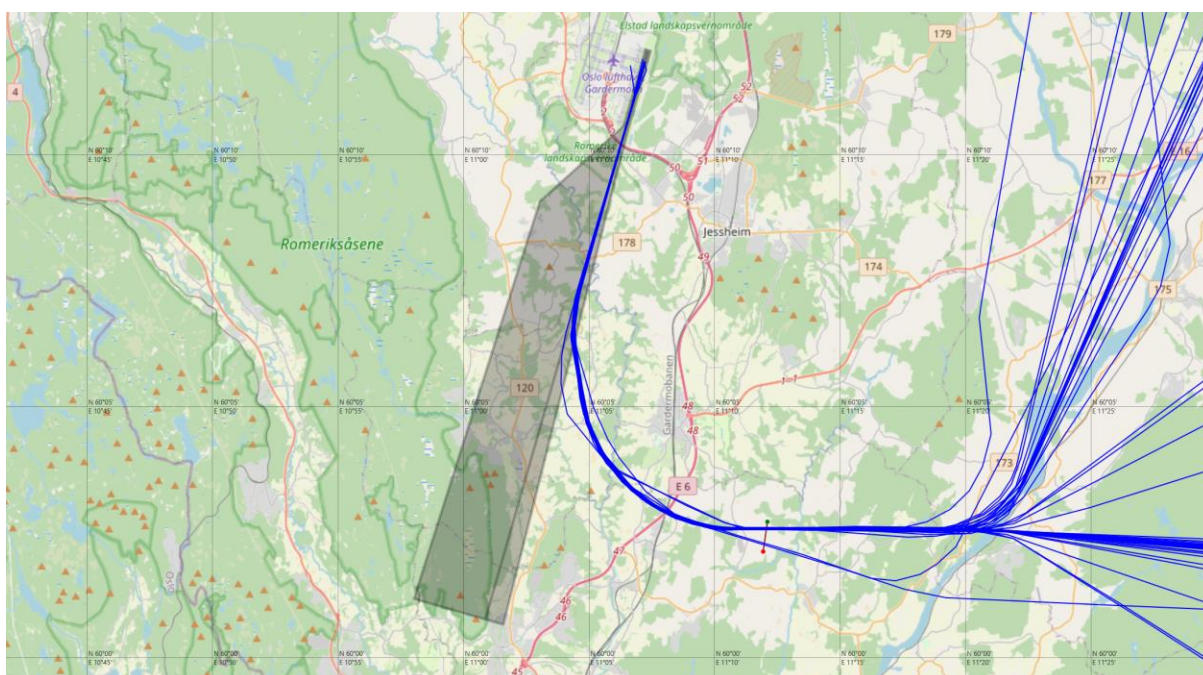 Elstad landskapsvernområde
179
Oslo lufthavn
Gardermoen
52
52
4
N 60°10'
E 10°45'
N 60°10'
E 10°50'
N 60°10'
E 10°55'
N 60°10'
E 11°00'
landskapsvernområde
50
51
N 60°10'
E 11°10'
N 60°10'
E 11°15'
N 60°10'
E 11°20'
N 60°10'
E 11°25'
E 16
177
50
Romeriksåsene
178
Jessheim
49
174
175
120
1-1
Gardermobanen
N 60°05'
E 10°45'
N 60°05'
E 10°50'
N 60°05'
E 10°55'
N 60°05'
E 11°00'
N 60°05'
E 11°05'
48
N 60°05'
E 11°10'
N 60°05'
E 11°15'
N 60°05'
E 11°20'
N 60°05'
E 11°25'
48
173
E 6
47
OSLO
46
46
45
N 60°00'
E 10°45'
N 60°00'
E 10°50'
N 60°00'
E 10°55'
N 60°00'
E 11°00'
N 60°00'
E 11°05'
N 60°00'
E 11°10'
N 60°00'
E 11°15'
N 60°00'
E 11°20'
N 60°00'
E 11°25'